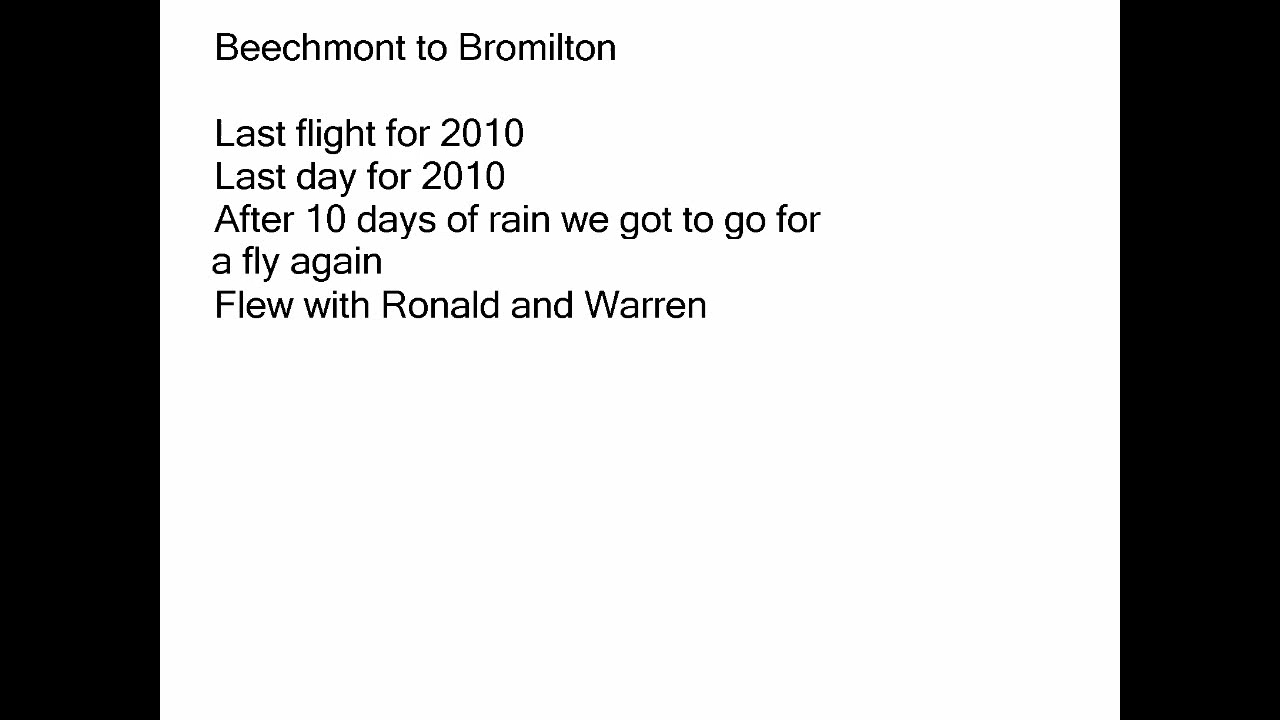 Beechmont to Bromilton
Last flight for 2010
Last day for 2010
After 10 days of rain we got to go for
a fly again
Flew with Ronald and Warren